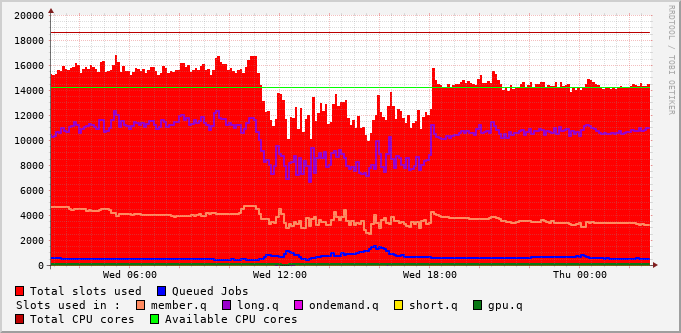 20000
18000
16000
14000
12000
10000
8000
6000
4000
2000
0
Wed 06:00 Wed 12:00 Wed 18:00 Thu 00:00
Total slots used Queued Jobs
Slots used in : member.q long.q ondemand.q short.q gpu.q
Total CPU cores Available CPU cores
RRDTOOL / TOBI OETIKER